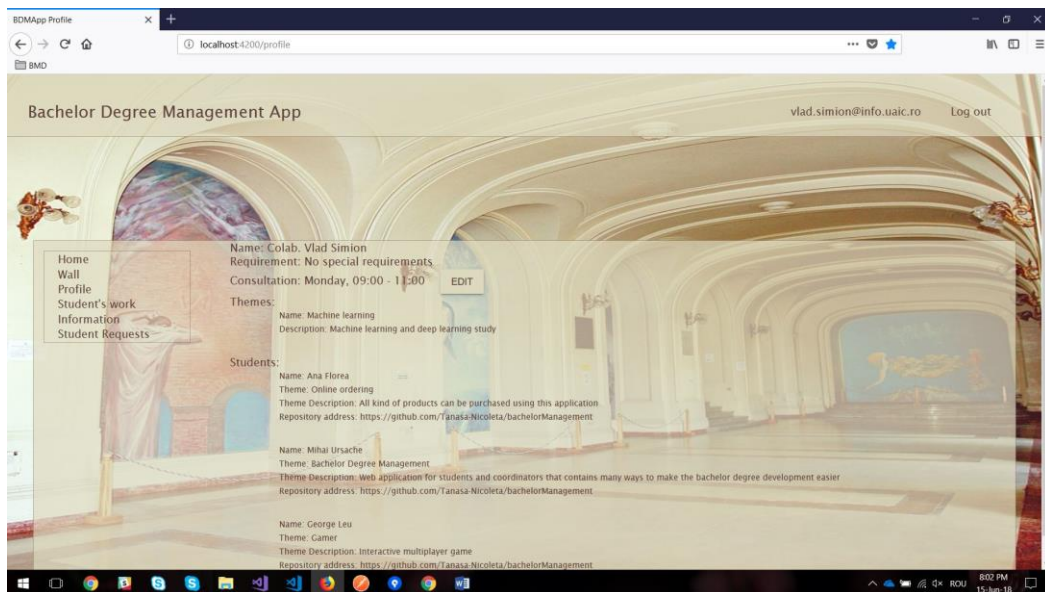 BDMApp Profile
localhost:4200/profile
BMD
Bachelor Degree Management App
vlad.simion@info.uaic.ro Log out
Home
Wall
Profile
Student's work
Information
Student Requests
Name: Colab. Vlad Simion
Requirement: No special requirements
Consultation: Monday, 09:00 - 11:00 EDIT
Themes:
Name: Machine learning
Description: Machine learning and deep learning study
Students:
Name: Ana Florea
Theme: Online ordering
Theme Description: All kind of products can be purchased using this application
Repository address: https://github.com/Tanasa-Nicoleta/bachelorManagement
Name: Mihai Ursache
Theme: Bachelor Degree Management
Theme Description: Web application for students and coordinators that contains many ways to make the bachelor degree development easier
Repository address: https://github.com/Tanasa-Nicoleta/bachelorManagement
Name: George Leu
Theme: Gamer
Theme Description: Interactive multiplayer game
Repository address: https://github.com/Tanasa-Nicoleta/bachelorManagement
ROU
8:02 PM
15-Jun-18